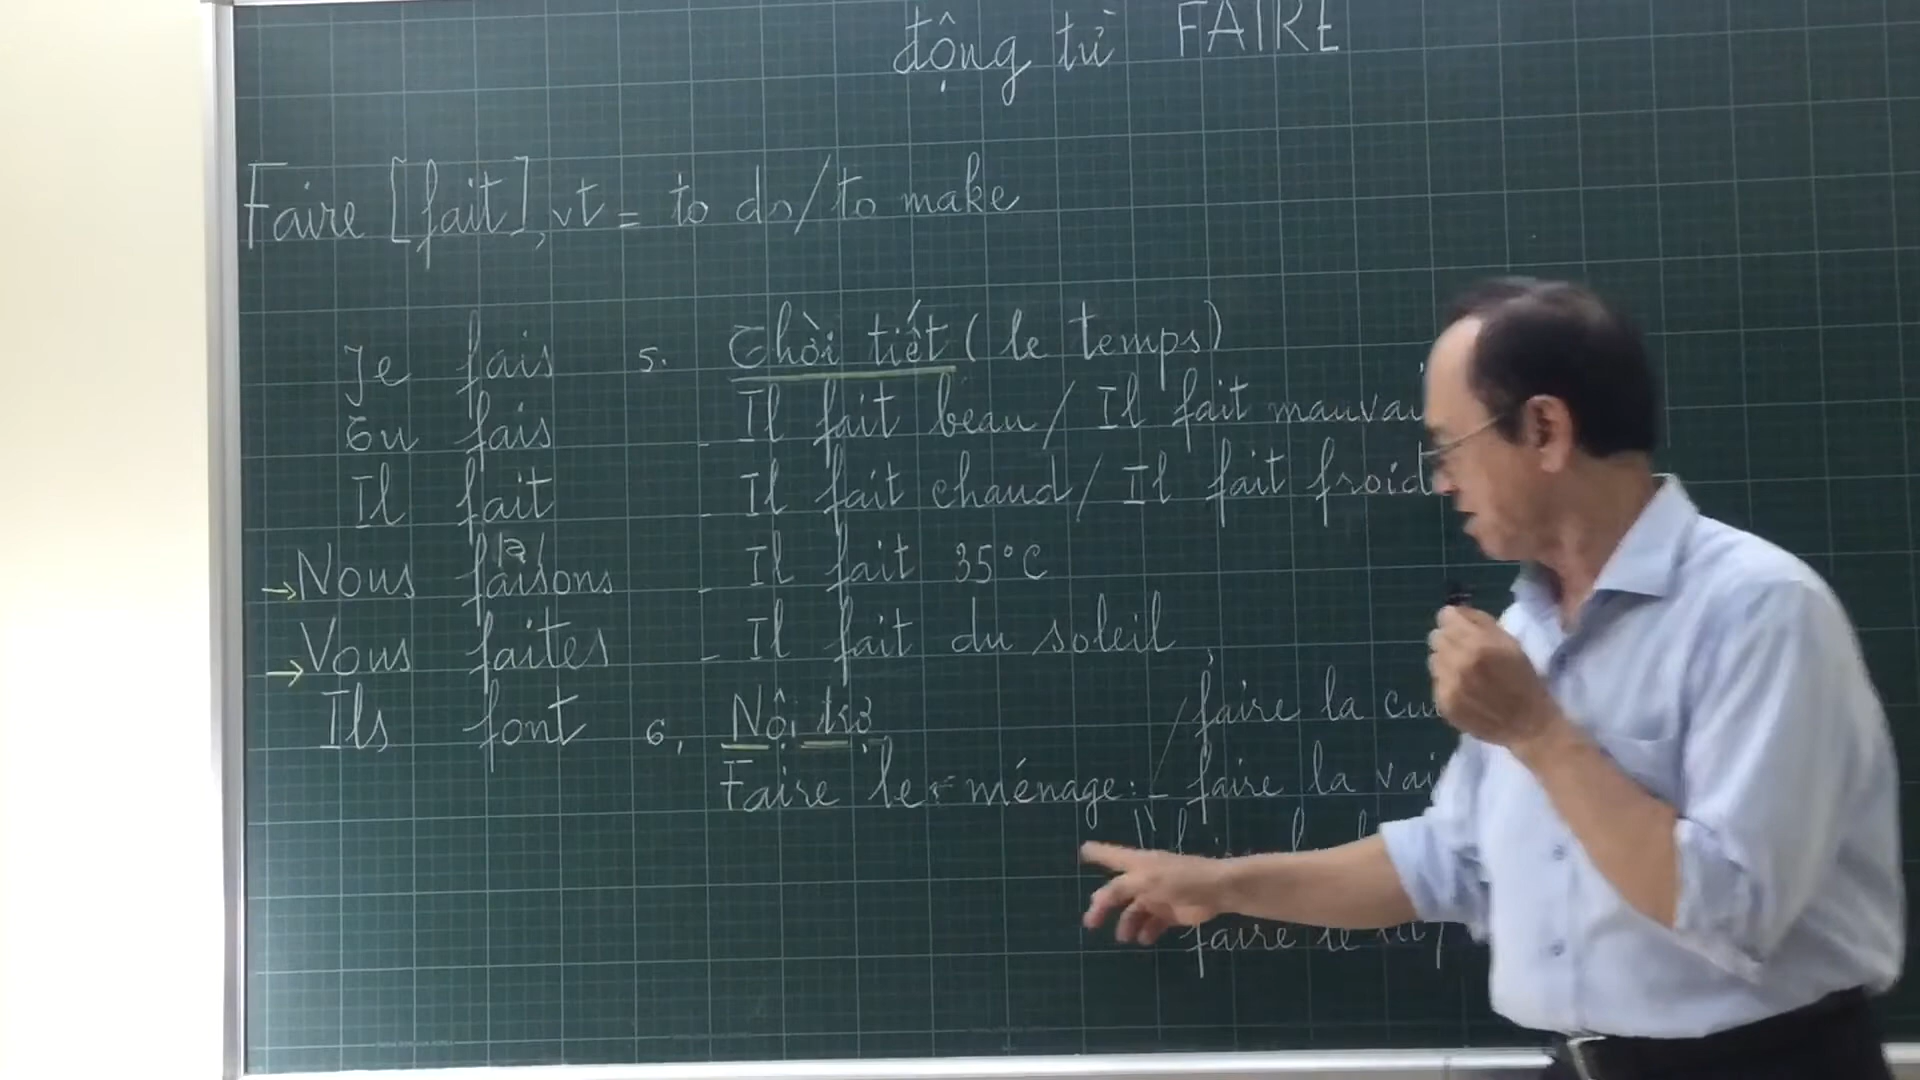 động từ FAIRE
Faire [fait], vt = to do/to make
Je fais
Tu fais
Il fait
[ə]
→ Nous faisons
→ Vous faites
Ils font
5. Thời tiết (le temps)
- Il fait beau / Il fait mauvai
- Il fait chaud / Il fait froid
- Il fait 35°C
- Il fait du soleil
6, Nội trợ
Faire le ménage:
faire la
faire la
faire le